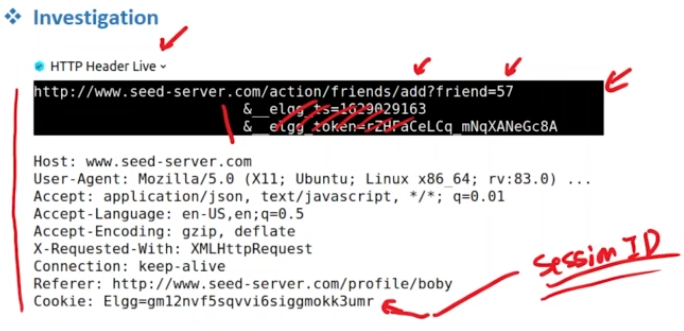 ❖ Investigation
HTTP Header Live
http://www.seed-server.com/action/friends/add?friend=57
&__elgg_ts=1629029163
&__elgg_token=rZHFaCeLCq_mNqXANeGc8A
Host: www.seed-server.com
User-Agent: Mozilla/5.0 (X11; Ubuntu; Linux x86_64; rv:83.0) ...
Accept: application/json, text/javascript, */*; q=0.01
Accept-Language: en-US,en;q=0.5
Accept-Encoding: gzip, deflate
X-Requested-With: XMLHttpRequest
Connection: keep-alive
Referer: http://www.seed-server.com/profile/boby
Cookie: Elgg=gm12nvf5sqvvi6siggmokk3umr
Session ID